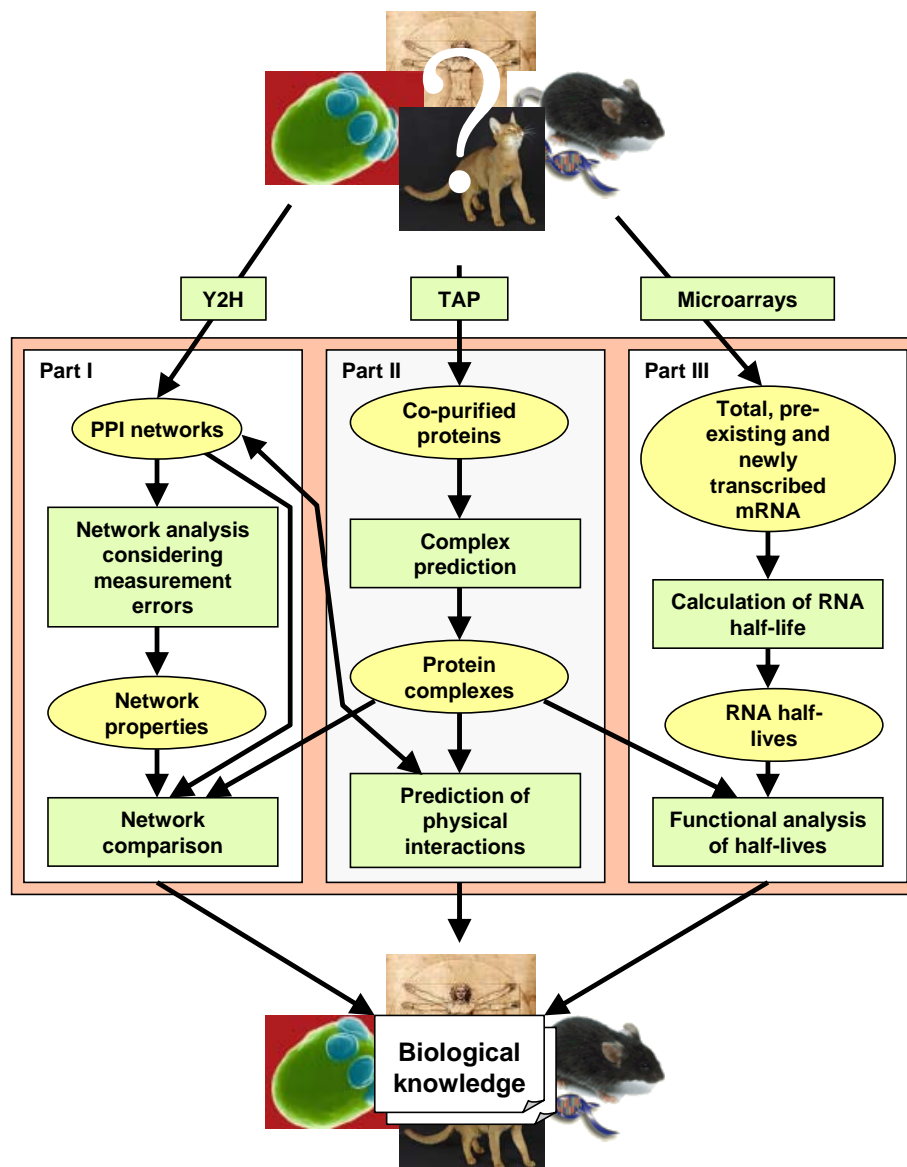 ?
Y2H
TAP
Microarrays
Part I
PPI networks
Network analysis
considering
measurement
errors
Network
properties
Network
comparison
Part II
Co-purified
proteins
Complex
prediction
Protein
complexes
Prediction of
physical
interactions
Part III
Total, pre-
existing and
newly
transcribed
mRNA
Calculation of RNA
half-life
RNA half-
lives
Functional analysis
of half-lives
Biological
knowledge